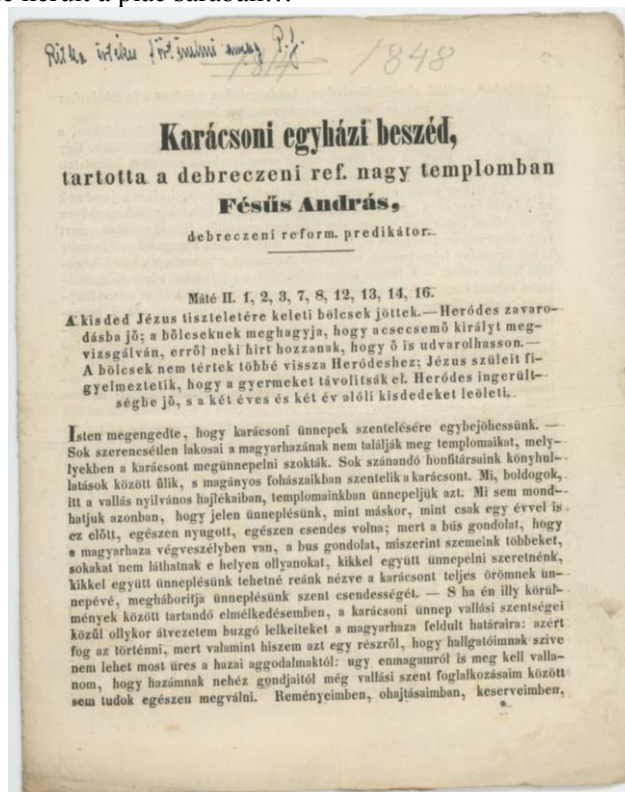 Ritka értékes tört. énelmi anyag P.f.
1814 1848
Karácsoni egyházi beszéd,
tartotta a debreczeni ref. nagy templomban
Fésűs András,
debreczeni reform. predikátor.
Máté II. 1, 2, 3, 7, 8, 12, 13, 14, 16.
A kisded Jézus tiszteletére keleti bölcsek jöttek.—Heródes zavaro-
dásba jő; a bölcseknek meghagyja, hogy acsecsemő királyt meg-
vizsgálván, erről neki hirt hozzanak, hogy ő is udvarolhasson.—
A bölcsek nem tértek többé vissza Heródeshez; Jézus szüleit fi-
gyelmeztetik, hogy a gyermeket távolitsák el. Heródes ingerült-
ségbe jő, s a két éves és két év alóli kisdedeket leöleti.
Isten megengedte, hogy karácsoni ünnepek szentelésére egybejöhessünk. —
Sok szerencsétlen lakosai a magyarhazának nem találják meg templomaikat, mely-
lyekben a karácsont megünnepelni szokták. Sok szánandó honfitársaink könyhul-
latások között ülik, s magányos fohászaikban szentelik a karácsont. Mi, boldogok,
itt a vallás nyilvános hajlékaiban, templomainkban ünnepeljük azt. Mi sem mond-
hatjuk azonban, hogy jelen ünneplésünk, mint máskor, mint csak egy évvel is
ez előtt, egészen nyugott, egészen csendes volna; mert a bús gondolat, hogy
a magyarhaza végveszélyben van, a bus gondolat, miszerint szemeink többeket,
sokakat nem láthatnak e helyen ollyanokat, kikkel együtt ünnepelni szeretnénk,
kikkel együtt ünneplésünk tehetné reánk nézve a karácsont teljes örömnek ün-
nepévé, megháboritja ünneplésünk szent csendességét. — S ha én illy körül-
mények között tartandó elmélkedésemben, a karácsoni ünnep vallási szentségei
közül ollykor átvezetem buzgó lelkeiteket a magyarhaza feldult határaira: azért
fog az történni, mert valamint hiszem azt egy részről, hogy hallgatóimnak szive
nem lehet most üres a hazai aggodalmaktól: ugy enmagamról is meg kell valla-
nom, hogy hazámnak nehéz gondjaitól még vallási szent foglalkozásaim között
sem tudok egészen megválni. Reményeimben, ohajtásaimban, keserveimben,